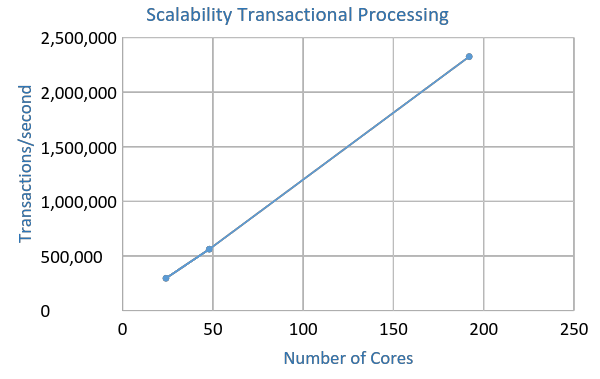 Scalability Transactional Processing
2,500,000
2,000,000
1,500,000
1,000,000
500,000
0
Transactions/second
0 50 100 150 200 250
Number of Cores